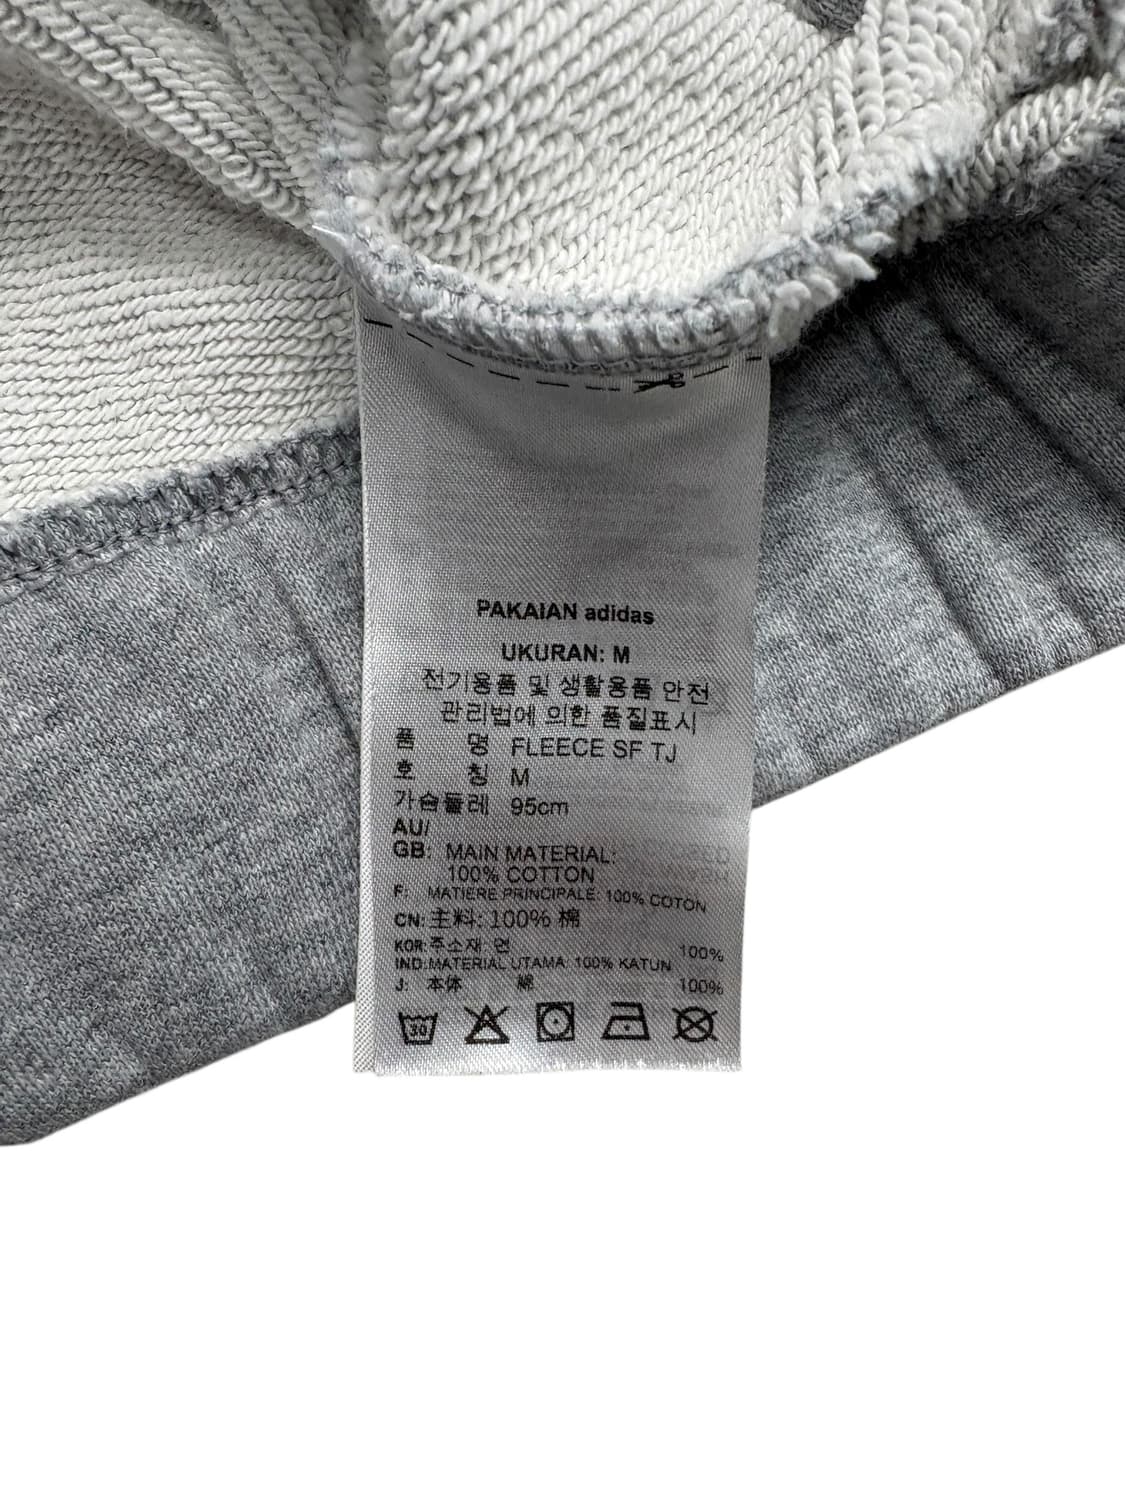 PAKAIAN adidas
UKURAN: M
전기용품 및 생활용품 안전
관리법에 의한 품질표시
품 명 FLEECE SF TJ
호 칭 M
가슴둘레 95cm
AU/
GB: MAIN MATERIAL:
100% COTTON
F: MATIERE PRINCIPALE: 100% COTON
CN: 主料: 100% 棉
KOR: 주소재 면 100%
IND: MATERIAL UTAMA: 100% KATUN
J: 本体 綿 100%
30